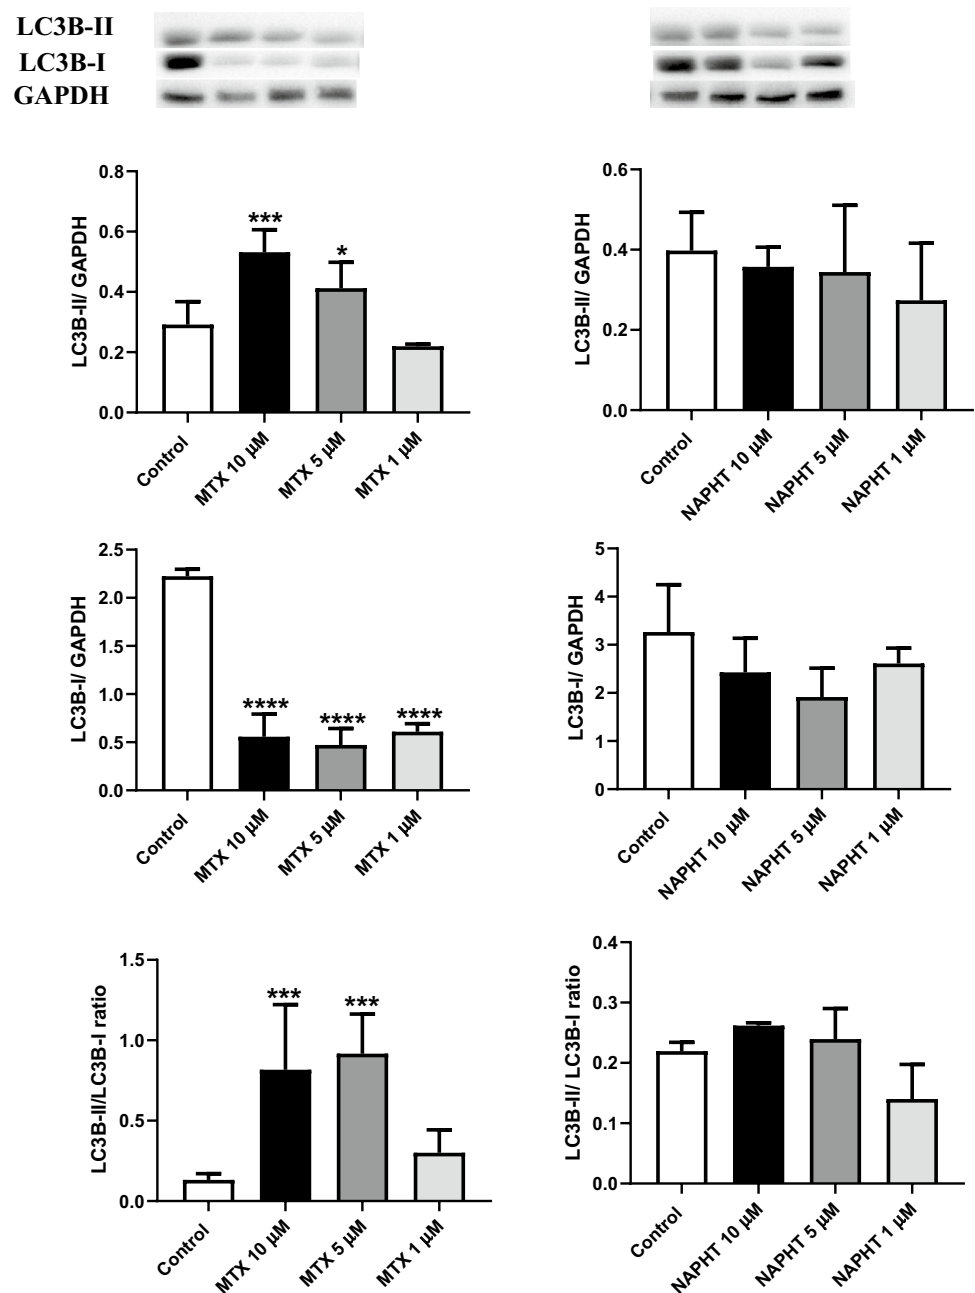 LC3B-II
LC3B-I
GAPDH
LC3B-II/ GAPDH
0.8
0.6
0.4
0.2
0.0
***
*
Control
MTX 10 µM
MTX 5 µM
MTX 1 µM
LC3B-II/ GAPDH
0.6
0.4
0.2
0.0
Control
NAPHT 10 µM
NAPHT 5 µM
NAPHT 1 µM
LC3B-I/ GAPDH
2.5
2.0
1.5
1.0
0.5
0.0
****
****
****
Control
MTX 10 µM
MTX 5 µM
MTX 1 µM
LC3B-I/ GAPDH
5
4
3
2
1
0
Control
NAPHT 10 µM
NAPHT 5 µM
NAPHT 1 µM
LC3B-II/LC3B-I ratio
1.5
1.0
0.5
0.0
***
***
Control
MTX 10 µM
MTX 5 µM
MTX 1 µM
LC3B-II/ LC3B-I ratio
0.4
0.3
0.2
0.1
0.0
Control
NAPHT 10 µM
NAPHT 5 µM
NAPHT 1 µM